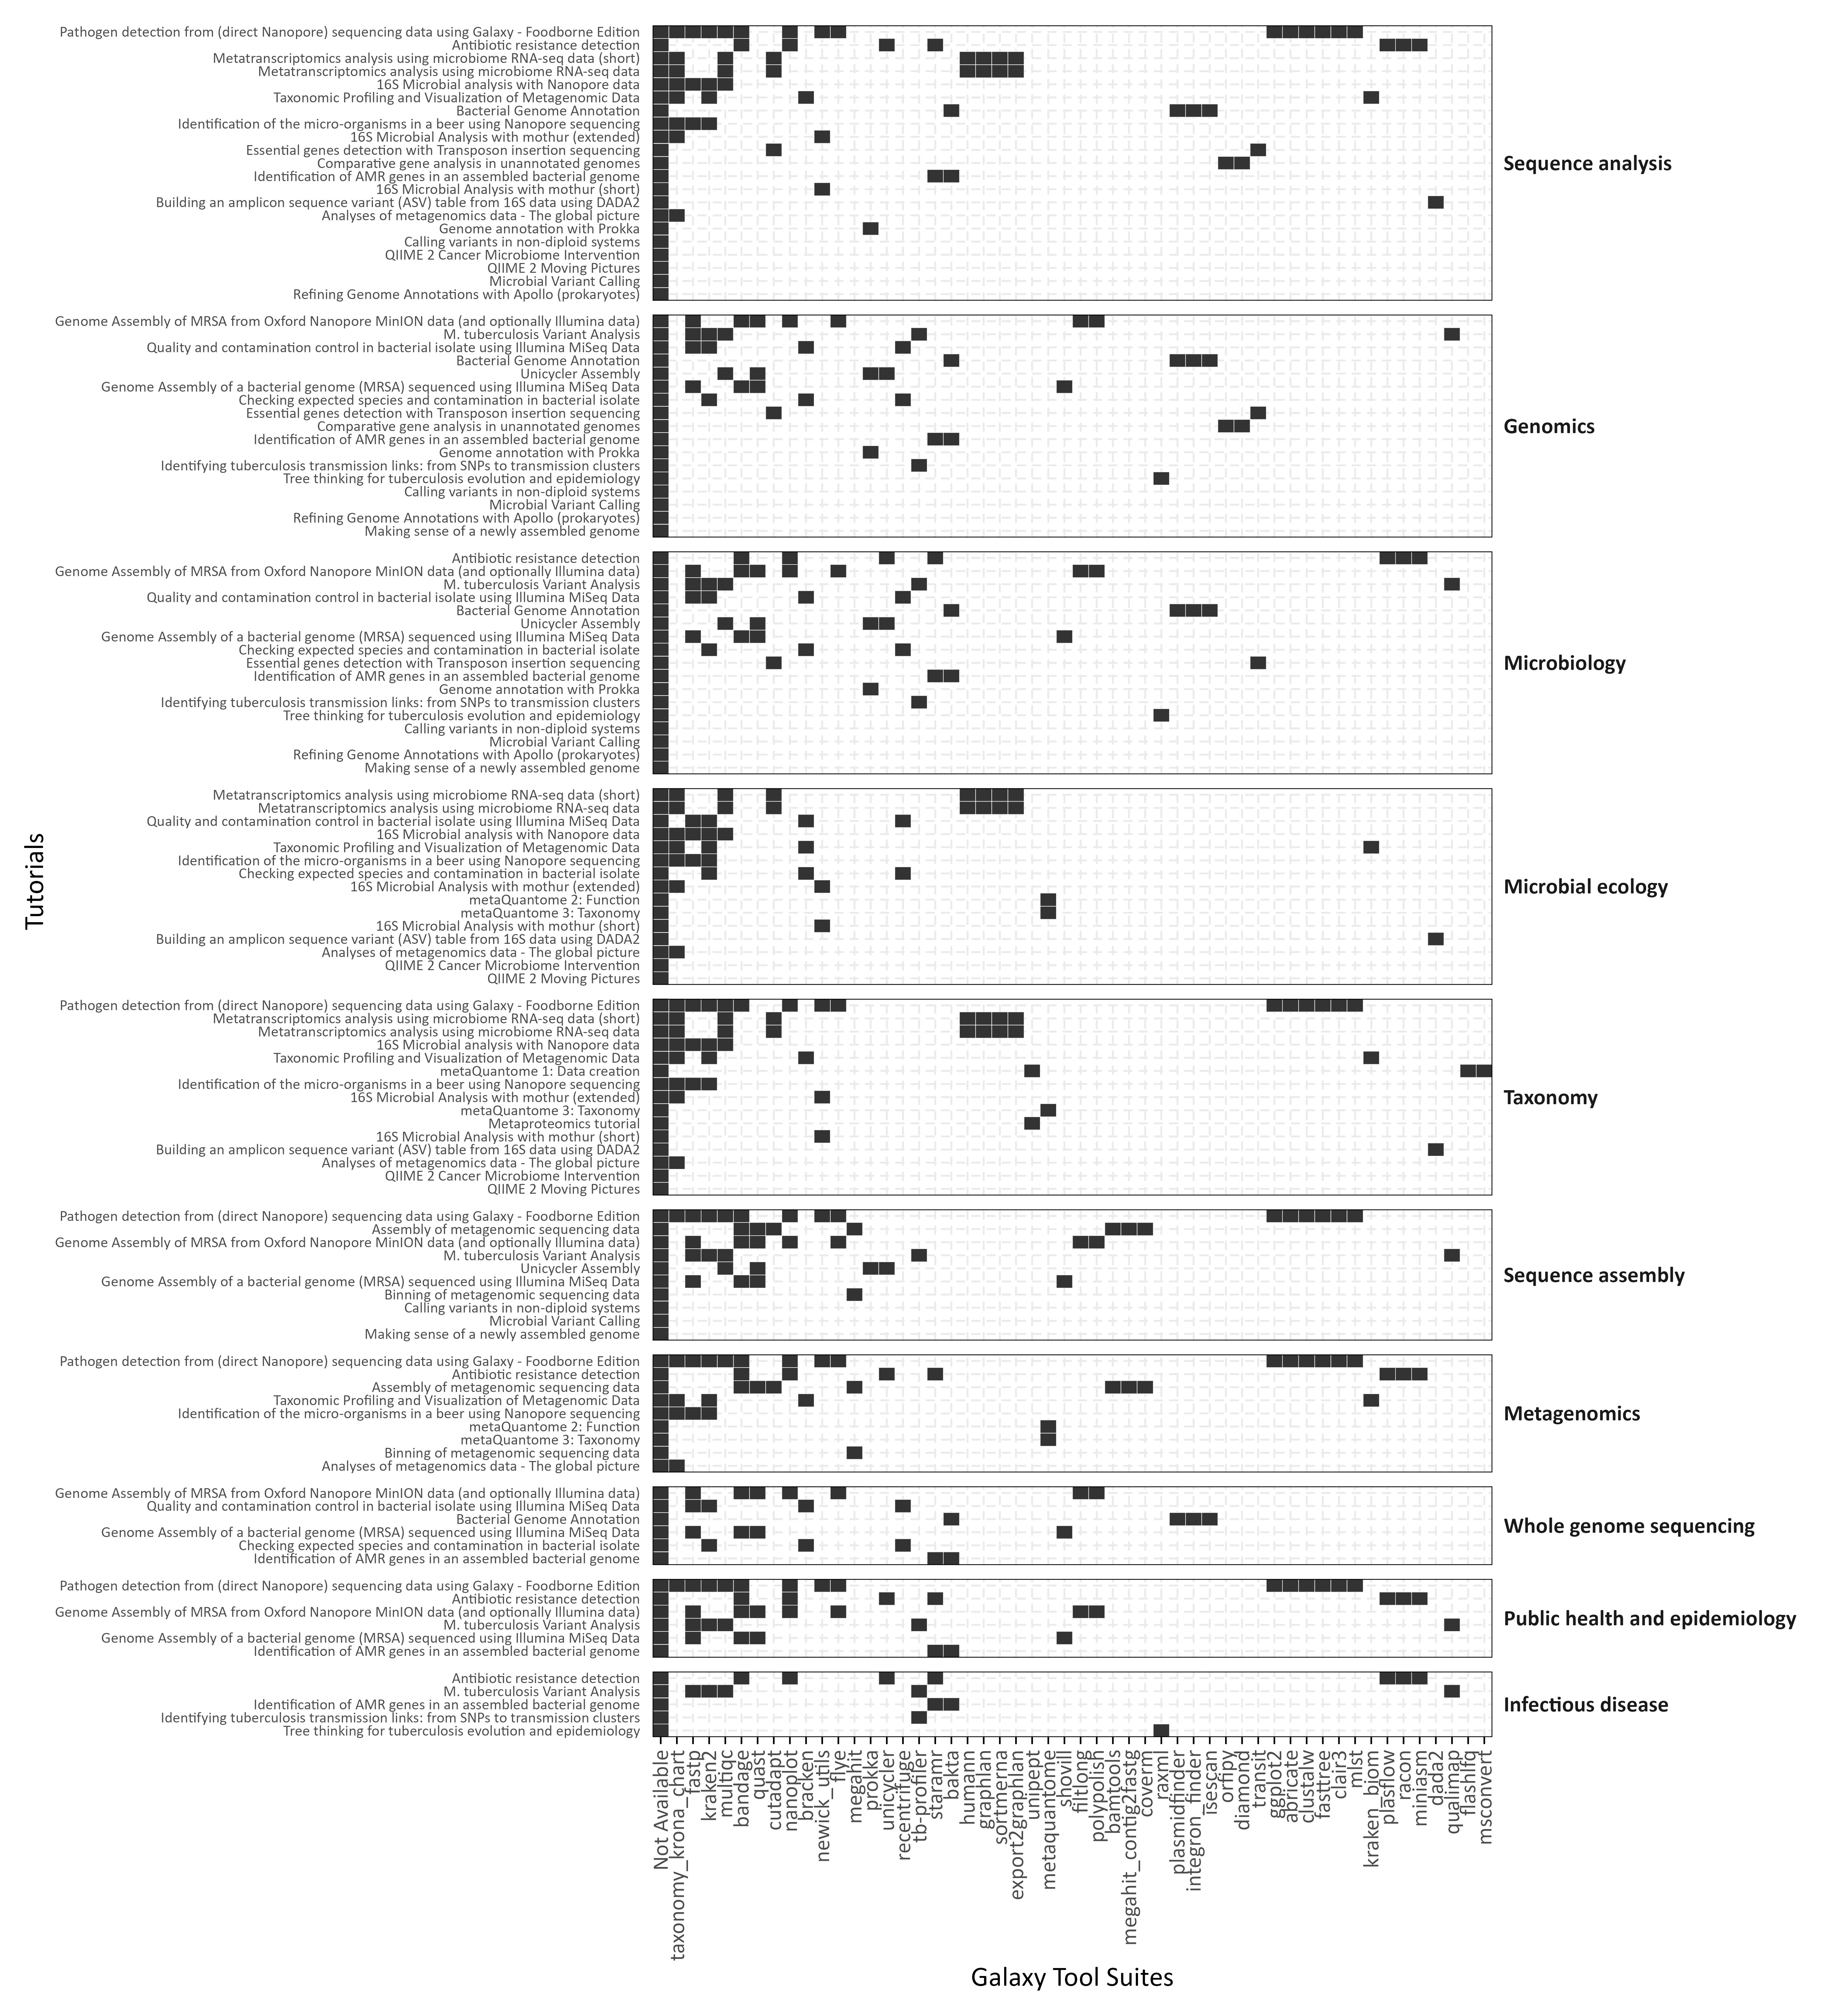 Pathogen detection from (direct Nanopore) sequencing data using Galaxy - Foodborne Edition
Antibiotic resistance detection
Metatranscriptomics analysis using microbiome RNA-seq data (short)
Metatranscriptomics analysis using microbiome RNA-seq data
16S Microbial analysis with Nanopore data
Taxonomic Profiling and Visualization of Metagenomic Data
Bacterial Genome Annotation
Identification of the micro-organisms in a beer using Nanopore sequencing
16S Microbial Analysis with mothur (extended)
Essential genes detection with Transposon insertion sequencing
Comparative gene analysis in unannotated genomes
Identification of AMR genes in an assembled bacterial genome
16S Microbial Analysis with mothur (short)
Building an amplicon sequence variant (ASV) table from 16S data using DADA2
Analyses of metagenomics data - The global picture
Genome annotation with Prokka
Calling variants in non-diploid systems
QIIME 2 Cancer Microbiome Intervention
QIIME 2 Moving Pictures
Microbial Variant Calling
Refining Genome Annotations with Apollo (prokaryotes)
Sequence analysis
Genome Assembly of MRSA from Oxford Nanopore MinION data (and optionally Illumina data)
M. tuberculosis Variant Analysis
Quality and contamination control in bacterial isolate using Illumina MiSeq Data
Bacterial Genome Annotation
Unicycler Assembly
Genome Assembly of a bacterial genome (MRSA) sequenced using Illumina MiSeq Data
Checking expected species and contamination in bacterial isolate
Essential genes detection with Transposon insertion sequencing
Comparative gene analysis in unannotated genomes
Identification of AMR genes in an assembled bacterial genome
Genome annotation with Prokka
Identifying tuberculosis transmission links: from SNPs to transmission clusters
Tree thinking for tuberculosis evolution and epidemiology
Calling variants in non-diploid systems
Microbial Variant Calling
Refining Genome Annotations with Apollo (prokaryotes)
Making sense of a newly assembled genome
Genomics
Antibiotic resistance detection
Genome Assembly of MRSA from Oxford Nanopore MinION data (and optionally Illumina data)
M. tuberculosis Variant Analysis
Quality and contamination control in bacterial isolate using Illumina MiSeq Data
Bacterial Genome Annotation
Unicycler Assembly
Genome Assembly of a bacterial genome (MRSA) sequenced using Illumina MiSeq Data
Checking expected species and contamination in bacterial isolate
Essential genes detection with Transposon insertion sequencing
Identification of AMR genes in an assembled bacterial genome
Genome annotation with Prokka
Identifying tuberculosis transmission links: from SNPs to transmission clusters
Tree thinking for tuberculosis evolution and epidemiology
Calling variants in non-diploid systems
Microbial Variant Calling
Refining Genome Annotations with Apollo (prokaryotes)
Making sense of a newly assembled genome
Microbiology
Metatranscriptomics analysis using microbiome RNA-seq data (short)
Metatranscriptomics analysis using microbiome RNA-seq data
Quality and contamination control in bacterial isolate using Illumina MiSeq Data
16S Microbial analysis with Nanopore data
Taxonomic Profiling and Visualization of Metagenomic Data
Identification of the micro-organisms in a beer using Nanopore sequencing
Checking expected species and contamination in bacterial isolate
16S Microbial Analysis with mothur (extended)
metaQuantome 2: Function
metaQuantome 3: Taxonomy
16S Microbial Analysis with mothur (short)
Building an amplicon sequence variant (ASV) table from 16S data using DADA2
Analyses of metagenomics data - The global picture
QIIME 2 Cancer Microbiome Intervention
QIIME 2 Moving Pictures
Microbial ecology
Tutorials
Pathogen detection from (direct Nanopore) sequencing data using Galaxy - Foodborne Edition
Metatranscriptomics analysis using microbiome RNA-seq data (short)
Metatranscriptomics analysis using microbiome RNA-seq data
16S Microbial analysis with Nanopore data
Taxonomic Profiling and Visualization of Metagenomic Data
metaQuantome 1: Data creation
Identification of the micro-organisms in a beer using Nanopore sequencing
16S Microbial Analysis with mothur (extended)
metaQuantome 3: Taxonomy
Metaproteomics tutorial
16S Microbial Analysis with mothur (short)
Building an amplicon sequence variant (ASV) table from 16S data using DADA2
Analyses of metagenomics data - The global picture
QIIME 2 Cancer Microbiome Intervention
QIIME 2 Moving Pictures
Taxonomy
Pathogen detection from (direct Nanopore) sequencing data using Galaxy - Foodborne Edition
Assembly of metagenomic sequencing data
Genome Assembly of MRSA from Oxford Nanopore MinION data (and optionally Illumina data)
M. tuberculosis Variant Analysis
Unicycler Assembly
Genome Assembly of a bacterial genome (MRSA) sequenced using Illumina MiSeq Data
Binning of metagenomic sequencing data
Calling variants in non-diploid systems
Microbial Variant Calling
Making sense of a newly assembled genome
Sequence assembly
Pathogen detection from (direct Nanopore) sequencing data using Galaxy - Foodborne Edition
Antibiotic resistance detection
Assembly of metagenomic sequencing data
Taxonomic Profiling and Visualization of Metagenomic Data
Identification of the micro-organisms in a beer using Nanopore sequencing
metaQuantome 2: Function
metaQuantome 3: Taxonomy
Binning of metagenomic sequencing data
Analyses of metagenomics data - The global picture
Metagenomics
Genome Assembly of MRSA from Oxford Nanopore MinION data (and optionally Illumina data)
Quality and contamination control in bacterial isolate using Illumina MiSeq Data
Bacterial Genome Annotation
Genome Assembly of a bacterial genome (MRSA) sequenced using Illumina MiSeq Data
Checking expected species and contamination in bacterial isolate
Identification of AMR genes in an assembled bacterial genome
Whole genome sequencing
Pathogen detection from (direct Nanopore) sequencing data using Galaxy - Foodborne Edition
Antibiotic resistance detection
Genome Assembly of MRSA from Oxford Nanopore MinION data (and optionally Illumina data)
M. tuberculosis Variant Analysis
Genome Assembly of a bacterial genome (MRSA) sequenced using Illumina MiSeq Data
Identification of AMR genes in an assembled bacterial genome
Public health and epidemiology
Antibiotic resistance detection
M. tuberculosis Variant Analysis
Identification of AMR genes in an assembled bacterial genome
Identifying tuberculosis transmission links: from SNPs to transmission clusters
Tree thinking for tuberculosis evolution and epidemiology
Infectious disease
Not Available
taxonomy_krona_chart
fastp
kraken2
multiqc
bandage
quast
cutadapt
nanoplot
bracken
newick_utils
flye
megahit
prokka
unicycler
recentrifuge
tb-profiler
staramr
bakta
humann
graphlan
sortmerna
export2graphlan
unipept
metaquantome
shovill
filtlong
polypolish
bamtools
megahit_contig2fastg
coverm
raxml
plasmidfinder
integron_finder
isescan
orfipy
diamond
transit
ggplot2
abricate
clustalw
fasttree
clair3
mlst
kraken_biom
plasflow
racon
miniasm
dada2
qualimap
flashlfq
msconvert
Galaxy Tool Suites